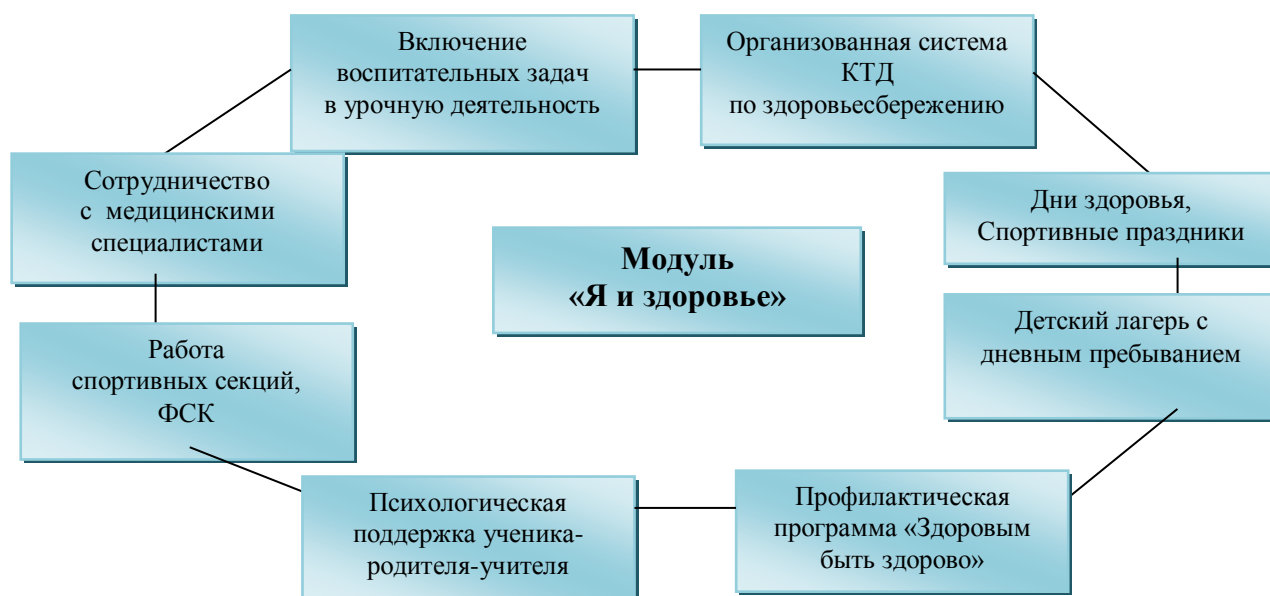 Включение
воспитательных задач
в урочную деятельность
Организованная система
КТД
по здоровьесбережению
Сотрудничество
с медицинскими
специалистами
Дни здоровья,
Спортивные праздники
Модуль
«Я и здоровье»
Работа
спортивных секций,
ФСК
Детский лагерь с
дневным пребыванием
Психологическая
поддержка ученика-
родителя-учителя
Профилактическая
программа «Здоровым
быть здорово»